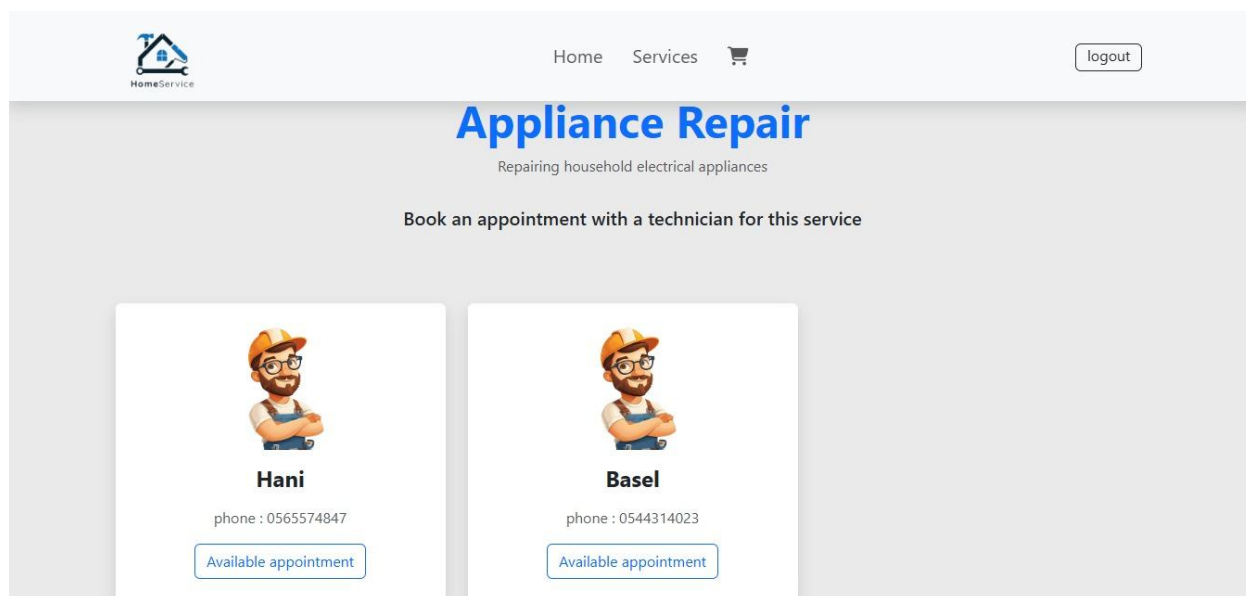 HomeService
Home Services
logout
Appliance Repair
Repairing household electrical appliances
Book an appointment with a technician for this service
Hani
phone : 0565574847
Available appointment
Basel
phone : 0544314023
Available appointment